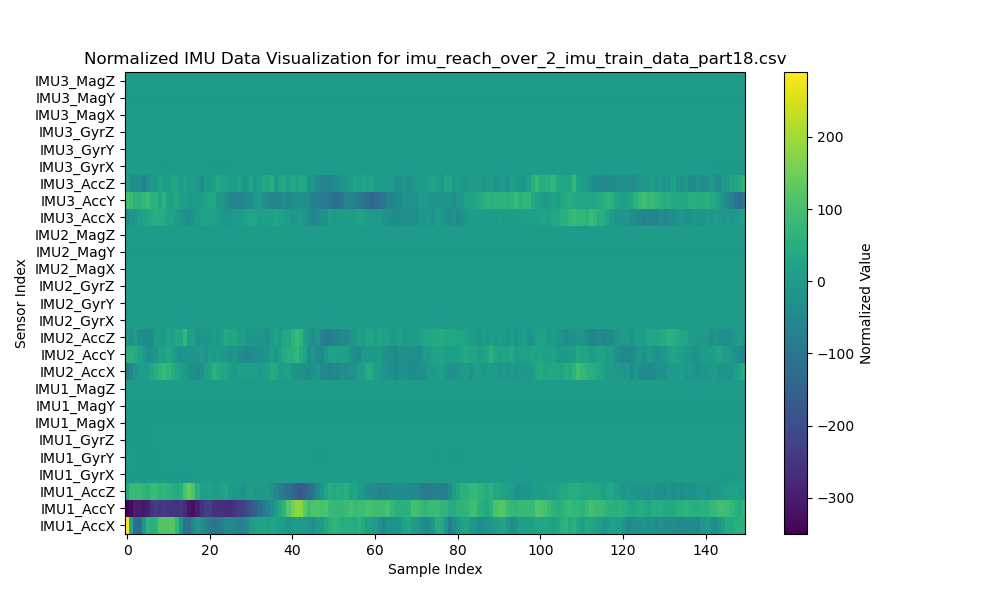 Normalized IMU Data Visualization for imu_reach_over_2_imu_train_data_part18.csv
IMU3_MagZ
IMU3_MagY
IMU3_MagX
IMU3_GyrZ
IMU3_GyrY
IMU3_GyrX
IMU3_AccZ
IMU3_AccY
IMU3_AccX
IMU2_MagZ
IMU2_MagY
IMU2_MagX
IMU2_GyrZ
IMU2_GyrY
IMU2_GyrX
IMU2_AccZ
IMU2_AccY
IMU2_AccX
IMU1_MagZ
IMU1_MagY
IMU1_MagX
IMU1_GyrZ
IMU1_GyrY
IMU1_GyrX
IMU1_AccZ
IMU1_AccY
IMU1_AccX
Sensor Index
0 20 40 60 80 100 120 140
Sample Index
200
100
0
−100
−200
−300
Normalized Value